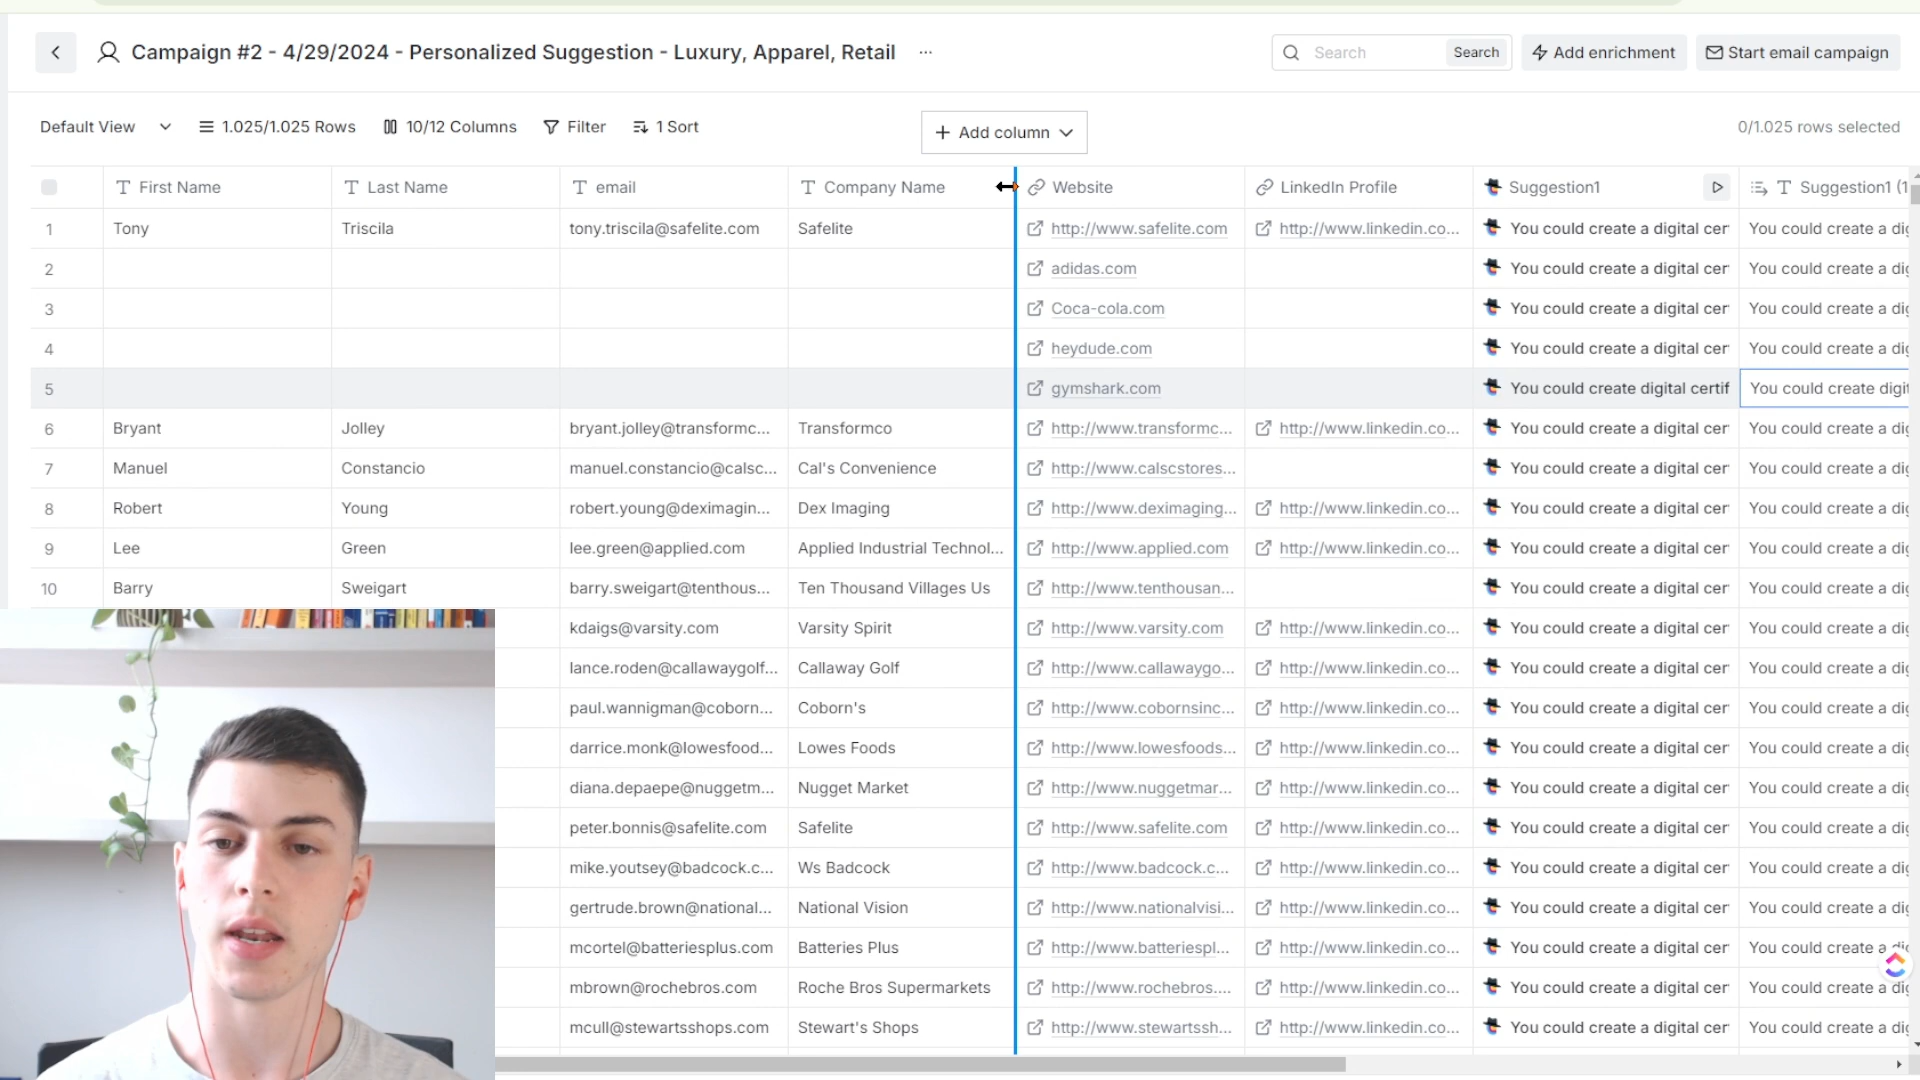 Campaign #2 - 4/29/2024 - Personalized Suggestion - Luxury, Apparel, Retail ...
Search Search Add enrichment Start email campaign
Default View 1.025/1.025 Rows 10/12 Columns Filter 1 Sort + Add column 0/1.025 rows selected
First Name Last Name email Company Name Website LinkedIn Profile Suggestion1 Suggestion1 (1
1 Tony Triscila tony.triscila@safelite.com Safelite http://www.safelite.com http://www.linkedin.co... You could create a digital cer You could create a dig
2 adidas.com You could create a digital cer You could create a dig
3 Coca-cola.com You could create a digital cer You could create a dig
4 heydude.com You could create a digital cer You could create a dig
5 gymshark.com You could create digital certif You could create digit
6 Bryant Jolley bryant.jolley@transformc... Transformco http://www.transformc... http://www.linkedin.co... You could create a digital cer You could create a dig
7 Manuel Constancio manuel.constancio@calsc... Cal's Convenience http://www.calscstores... You could create a digital cer You could create a dig
8 Robert Young robert.young@deximagin... Dex Imaging http://www.deximaging... http://www.linkedin.co... You could create a digital cer You could create a dig
9 Lee Green lee.green@applied.com Applied Industrial Technol... http://www.applied.com http://www.linkedin.co... You could create a digital cer You could create a dig
10 Barry Sweigart barry.sweigart@tenthous... Ten Thousand Villages Us http://www.tenthousan... You could create a digital cer You could create a dig
kdaigs@varsity.com Varsity Spirit http://www.varsity.com http://www.linkedin.co... You could create a digital cer You could create a dig
lance.roden@callawaygolf... Callaway Golf http://www.callawaygo... http://www.linkedin.co... You could create a digital cer You could create a dig
paul.wannigman@coborn... Coborn's http://www.cobornsinc... http://www.linkedin.co... You could create a digital cer You could create a dig
darrice.monk@lowesfood... Lowes Foods http://www.lowesfoods... http://www.linkedin.co... You could create a digital cer You could create a dig
diana.depaepe@nuggetm... Nugget Market http://www.nuggetmar... http://www.linkedin.co... You could create a digital cer You could create a dig
peter.bonnis@safelite.com Safelite http://www.safelite.com http://www.linkedin.co... You could create a digital cer You could create a dig
mike.youtsey@badcock.c... Ws Badcock http://www.badcock.c... http://www.linkedin.co... You could create a digital cer You could create a dig
gertrude.brown@national... National Vision http://www.nationalvisi... http://www.linkedin.co... You could create a digital cer You could create a dig
mcortel@batteriesplus.com Batteries Plus http://www.batteriespl... http://www.linkedin.co... You could create a digital cer You could create a dig
mbrown@rochebros.com Roche Bros Supermarkets http://www.rochebros.... http://www.linkedin.co... You could create a digital cer You could create a dig
mcull@stewartsshops.com Stewart's Shops http://www.stewartssh... http://www.linkedin.co... You could create a digital cer You could create a dig